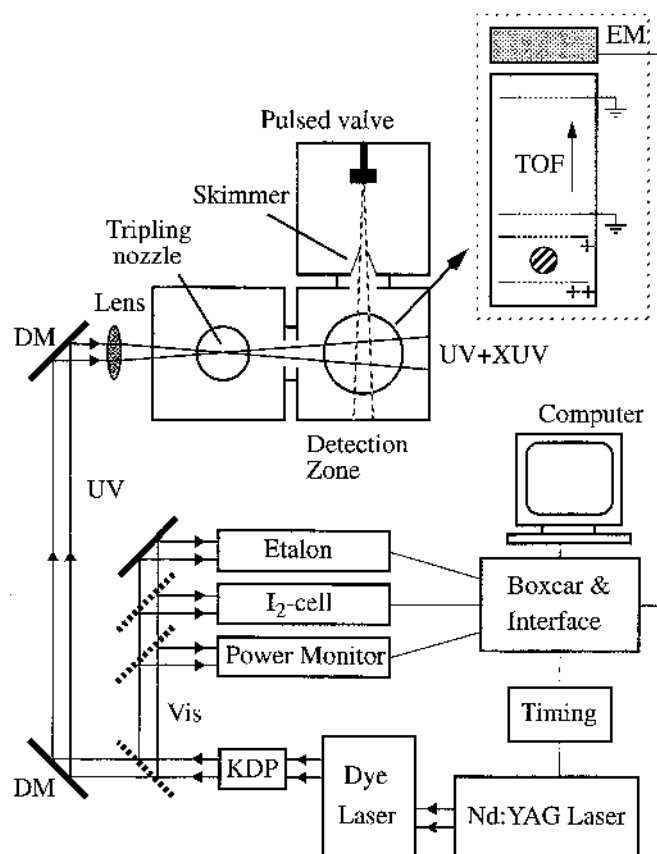 EM
Pulsed valve
TOF
Skimmer
Tripling
nozzle
+
++
Lens
DM
UV+XUV
Detection
Zone
Computer
UV
Etalon
I₂-cell
Power Monitor
Boxcar &
Interface
Vis
Timing
DM
KDP
Dye
Laser
Nd:YAG Laser